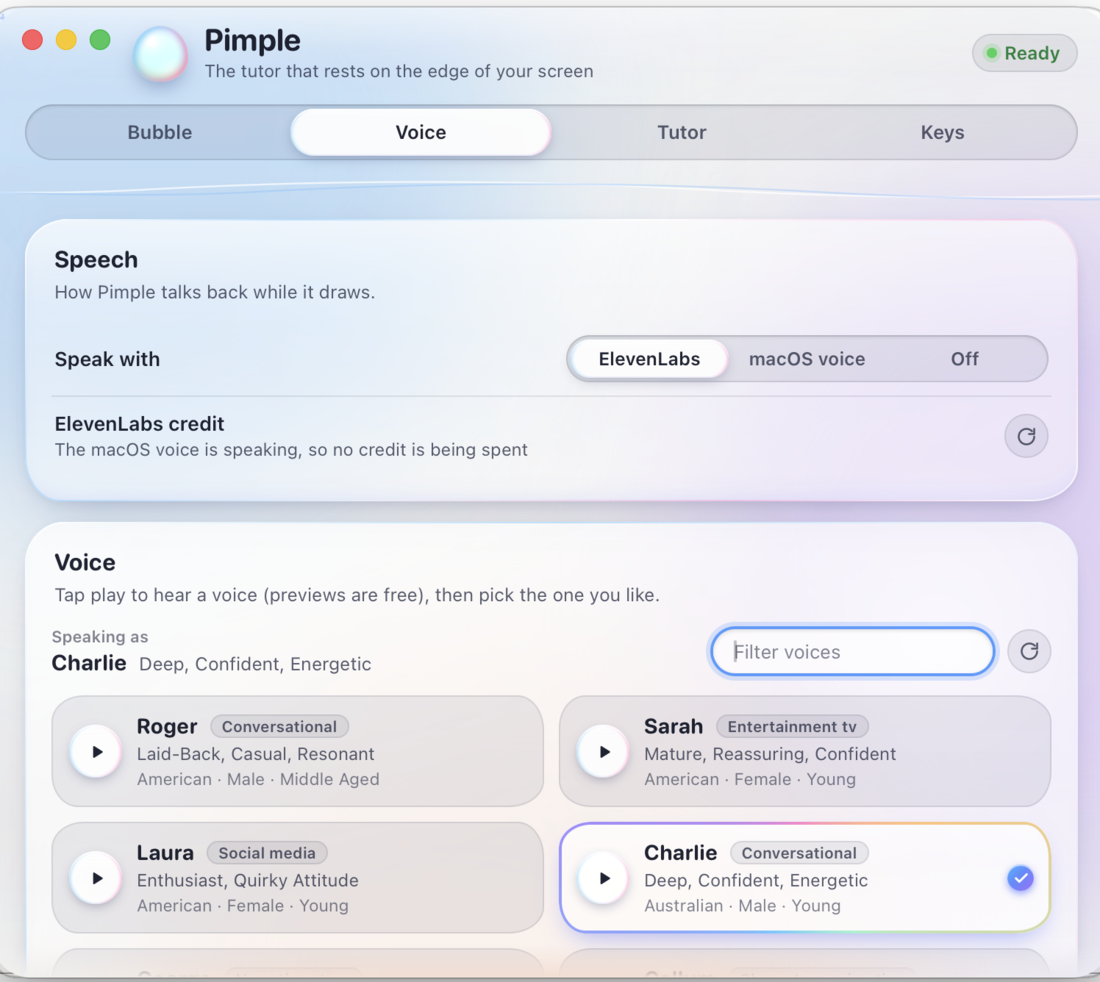 Pimple
The tutor that rests on the edge of your screen
Ready
Bubble
Voice
Tutor
Keys
Speech
How Pimple talks back while it draws.
Speak with
ElevenLabs
macOS voice
Off
ElevenLabs credit
The macOS voice is speaking, so no credit is being spent
Voice
Tap play to hear a voice (previews are free), then pick the one you like.
Speaking as
Charlie Deep, Confident, Energetic
Filter voices
Roger Conversational
Laid-Back, Casual, Resonant
American · Male · Middle Aged
Sarah Entertainment tv
Mature, Reassuring, Confident
American · Female · Young
Laura Social media
Enthusiast, Quirky Attitude
American · Female · Young
Charlie Conversational
Deep, Confident, Energetic
Australian · Male · Young